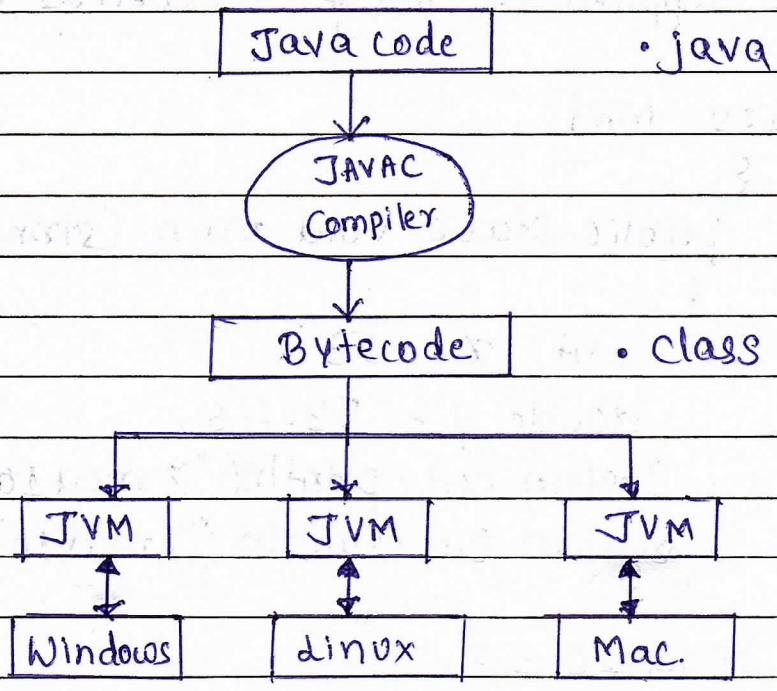 Java code .java
JAVAC
Compiler
Bytecode .class
JVM JVM JVM
Windows Linux Mac.